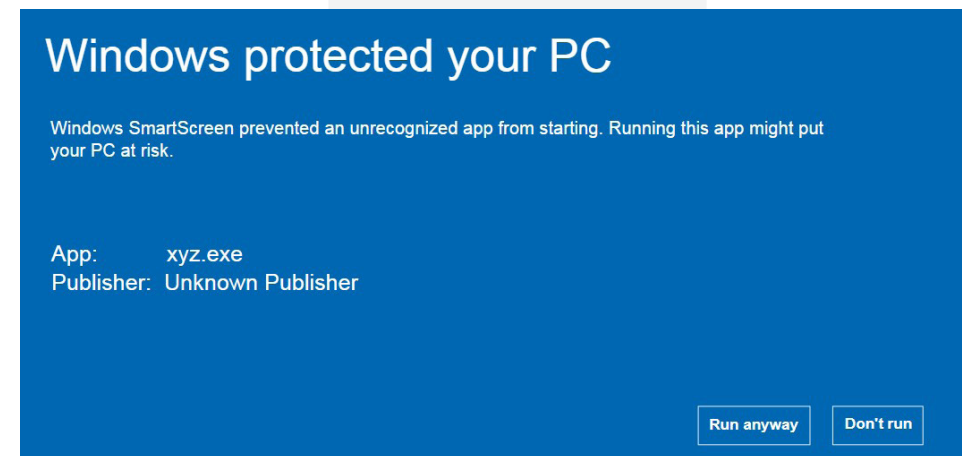 Windows protected your PC
Windows SmartScreen prevented an unrecognized app from starting. Running this app might put
your PC at risk.
App: xyz.exe
Publisher: Unknown Publisher
Run anyway Don't run